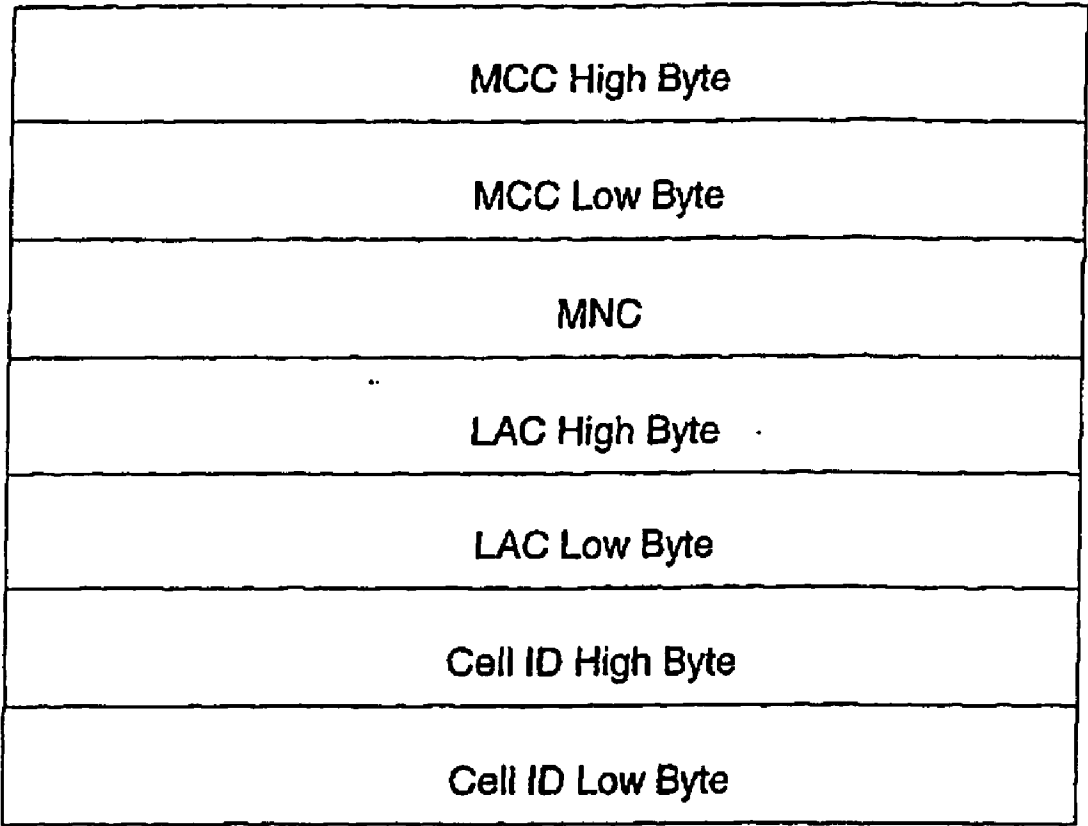 MCC High Byte
MCC Low Byte
MNC
LAC High Byte
LAC Low Byte
Cell ID High Byte
Cell ID Low Byte